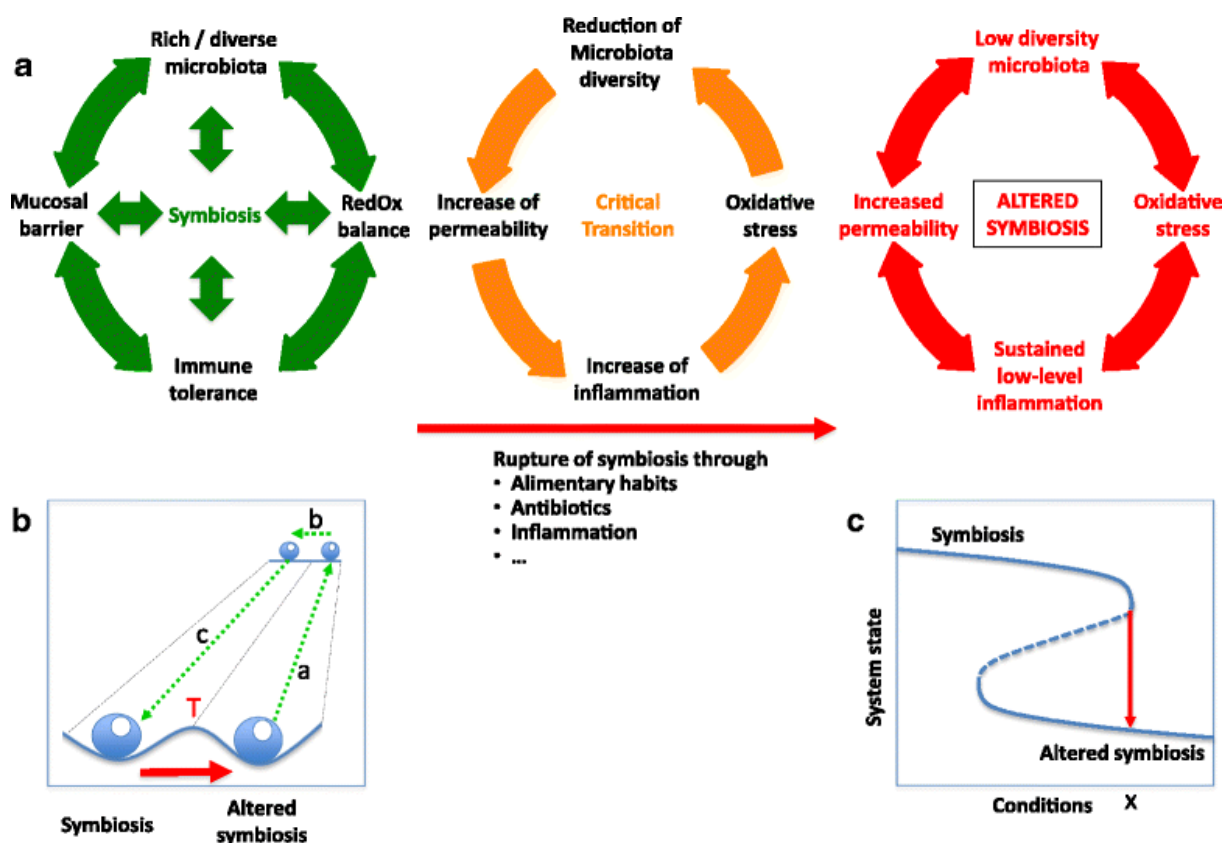 a
Rich / diverse
microbiota
Mucosal
barrier
Symbiosis
RedOx
balance
Immune
tolerance
Reduction of
Microbiota
diversity
Increase of
permeability
Critical
Transition
Oxidative
stress
Increase of
inflammation
Low diversity
microbiota
Increased
permeability
ALTERED
SYMBIOSIS
Oxidative
stress
Sustained
low-level
inflammation
Rupture of symbiosis through
• Alimentary habits
• Antibiotics
• Inflammation
• ...
b
b
c
a
T
Symbiosis
Altered
symbiosis
c
Symbiosis
System state
Altered symbiosis
Conditions
X